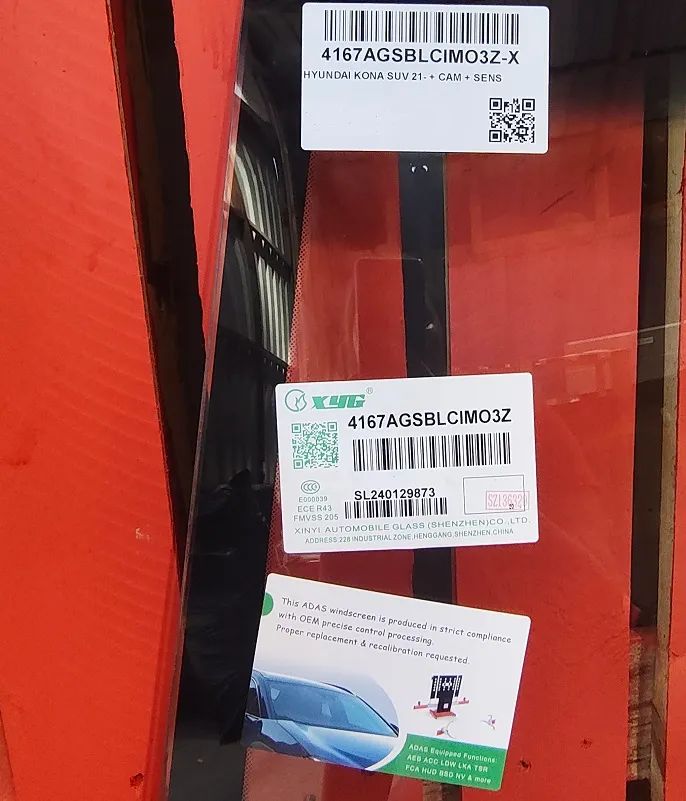 4167AGSBLCIMO3Z-X
HYUNDAI KONA SUV 21- + CAM + SENS
XYG®
4167AGSBLCIMO3Z
CCC
E000039
ECE R43
FMVSS 205
SL240129873
XINYI AUTOMOBILE GLASS (SHENZHEN)CO.,LTD.
ADDRESS:228 INDUSTRIAL ZONE,HENGGANG,SHENZHEN,CHINA
This ADAS windscreen is produced in strict compliance
with OEM precise control processing.
Proper replacement & recalibration requested.
ADAS Equipped Functions:
AEB ACC LDW LKA TSR
FCA HUD BSD NV & more